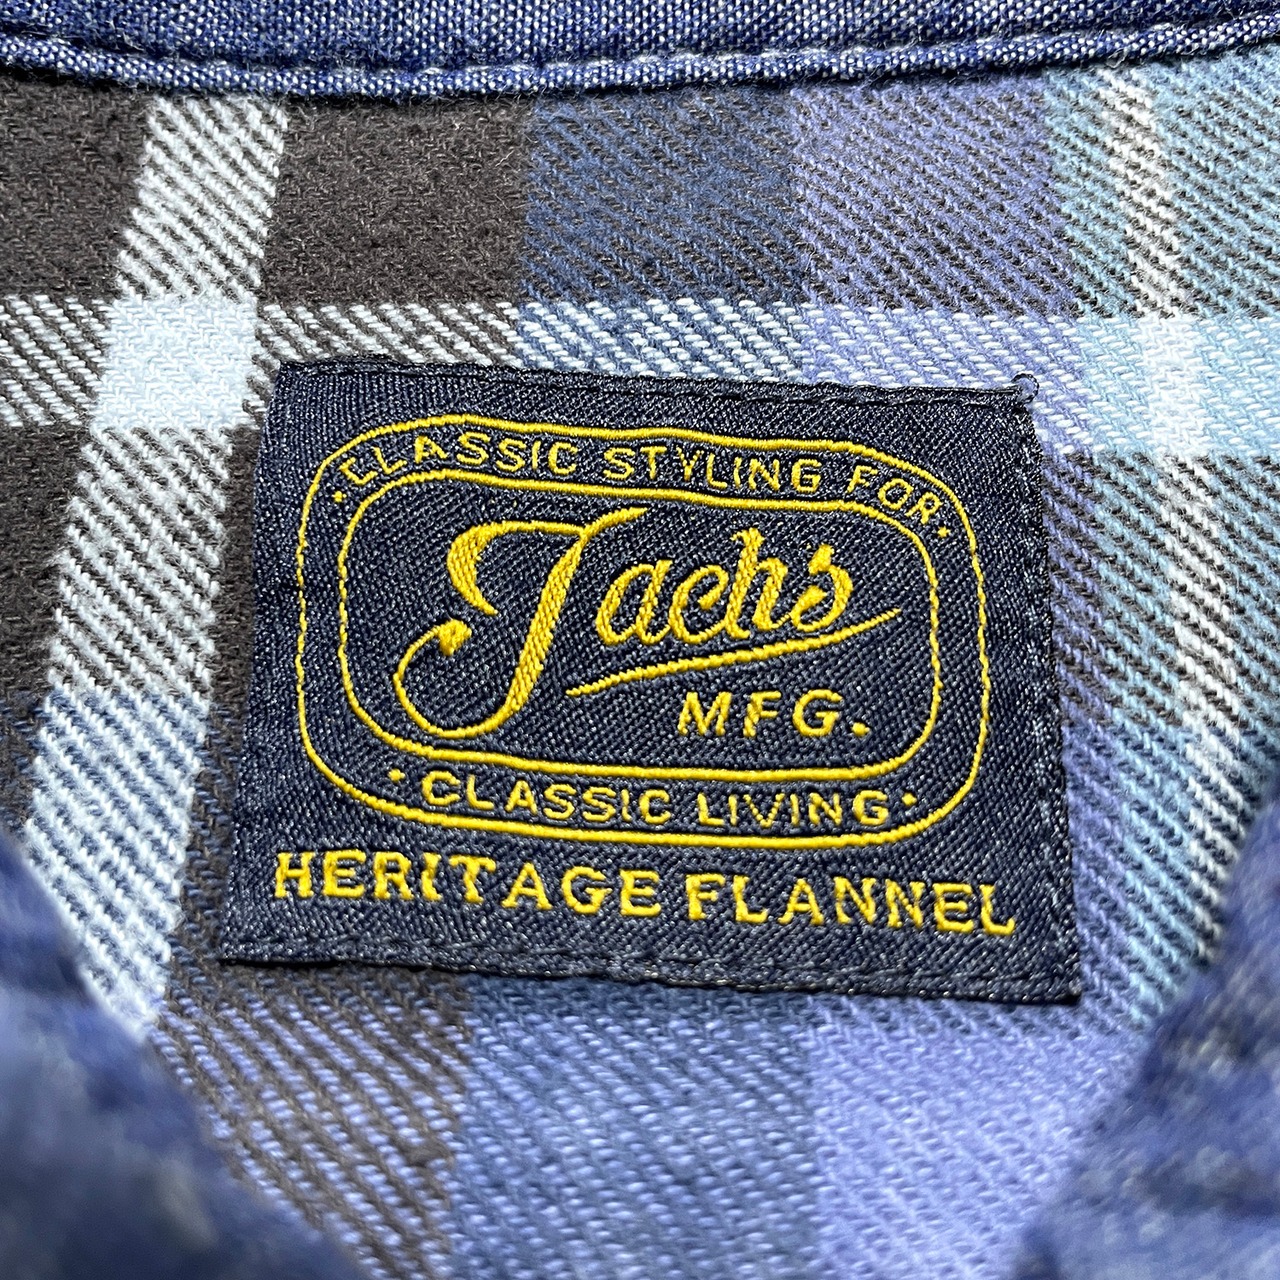 ·CLASSIC STYLING FOR·
Jachs
MFG.
·CLASSIC LIVING·
HERITAGE FLANNEL